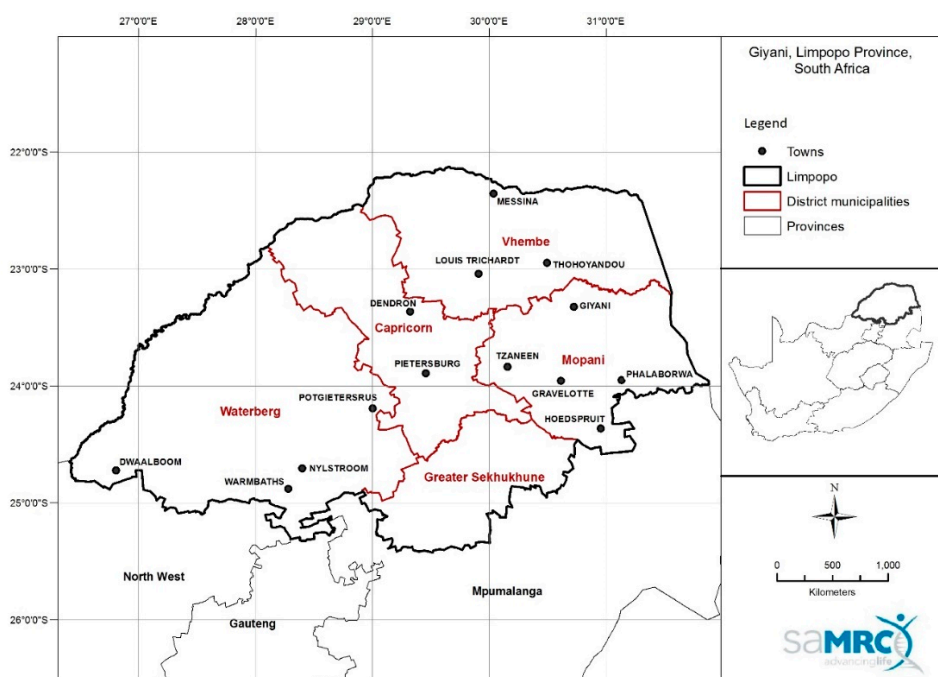 27°0'0"E 28°0'0"E 29°0'0"E 30°0'0"E 31°0'0"E
Giyani, Limpopo Province,
South Africa
Legend
Towns
Limpopo
District municipalities
Provinces
22°0'0"S
23°0'0"S
24°0'0"S
25°0'0"S
26°0'0"S
MESSINA
Vhembe
LOUIS TRICHARDT
THOHOYANDOU
DENDRON
GIYANI
Capricorn
PIETERSBURG
TZANEEN
Mopani
PHALABORWA
GRAVELOTTE
POTGIETERSRUS
HOEDSPRUIT
Waterberg
DWAALBOOM
NYLSTROOM
WARMBATHS
Greater Sekhukhune
North West
Gauteng
Mpumalanga
N
0 500 1,000
Kilometers
saMRC
advancinglife